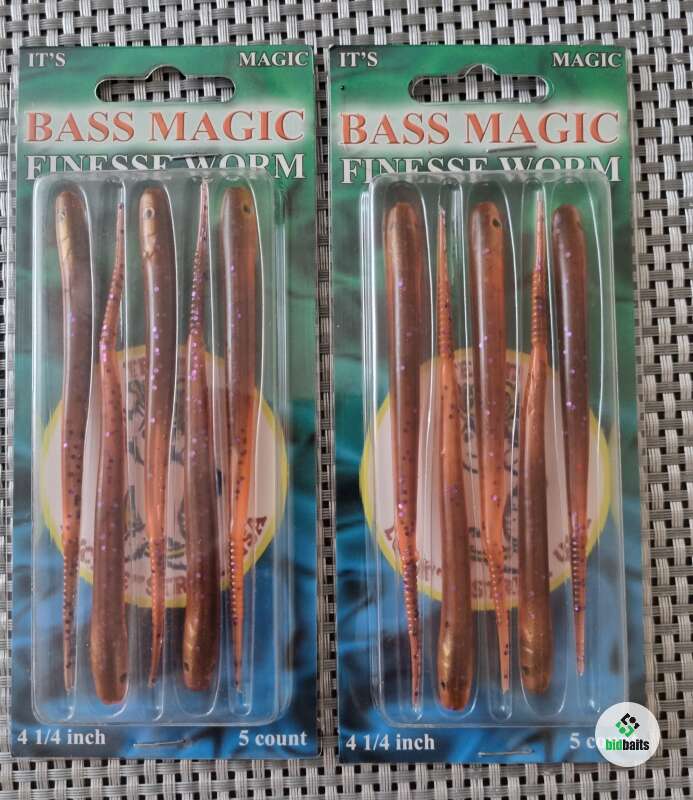 IT'S MAGIC
BASS MAGIC
FINESSE WORM
4 1/4 inch 5 count
IT'S MAGIC
BASS MAGIC
FINESSE WORM
4 1/4 inch 5
bidbaits